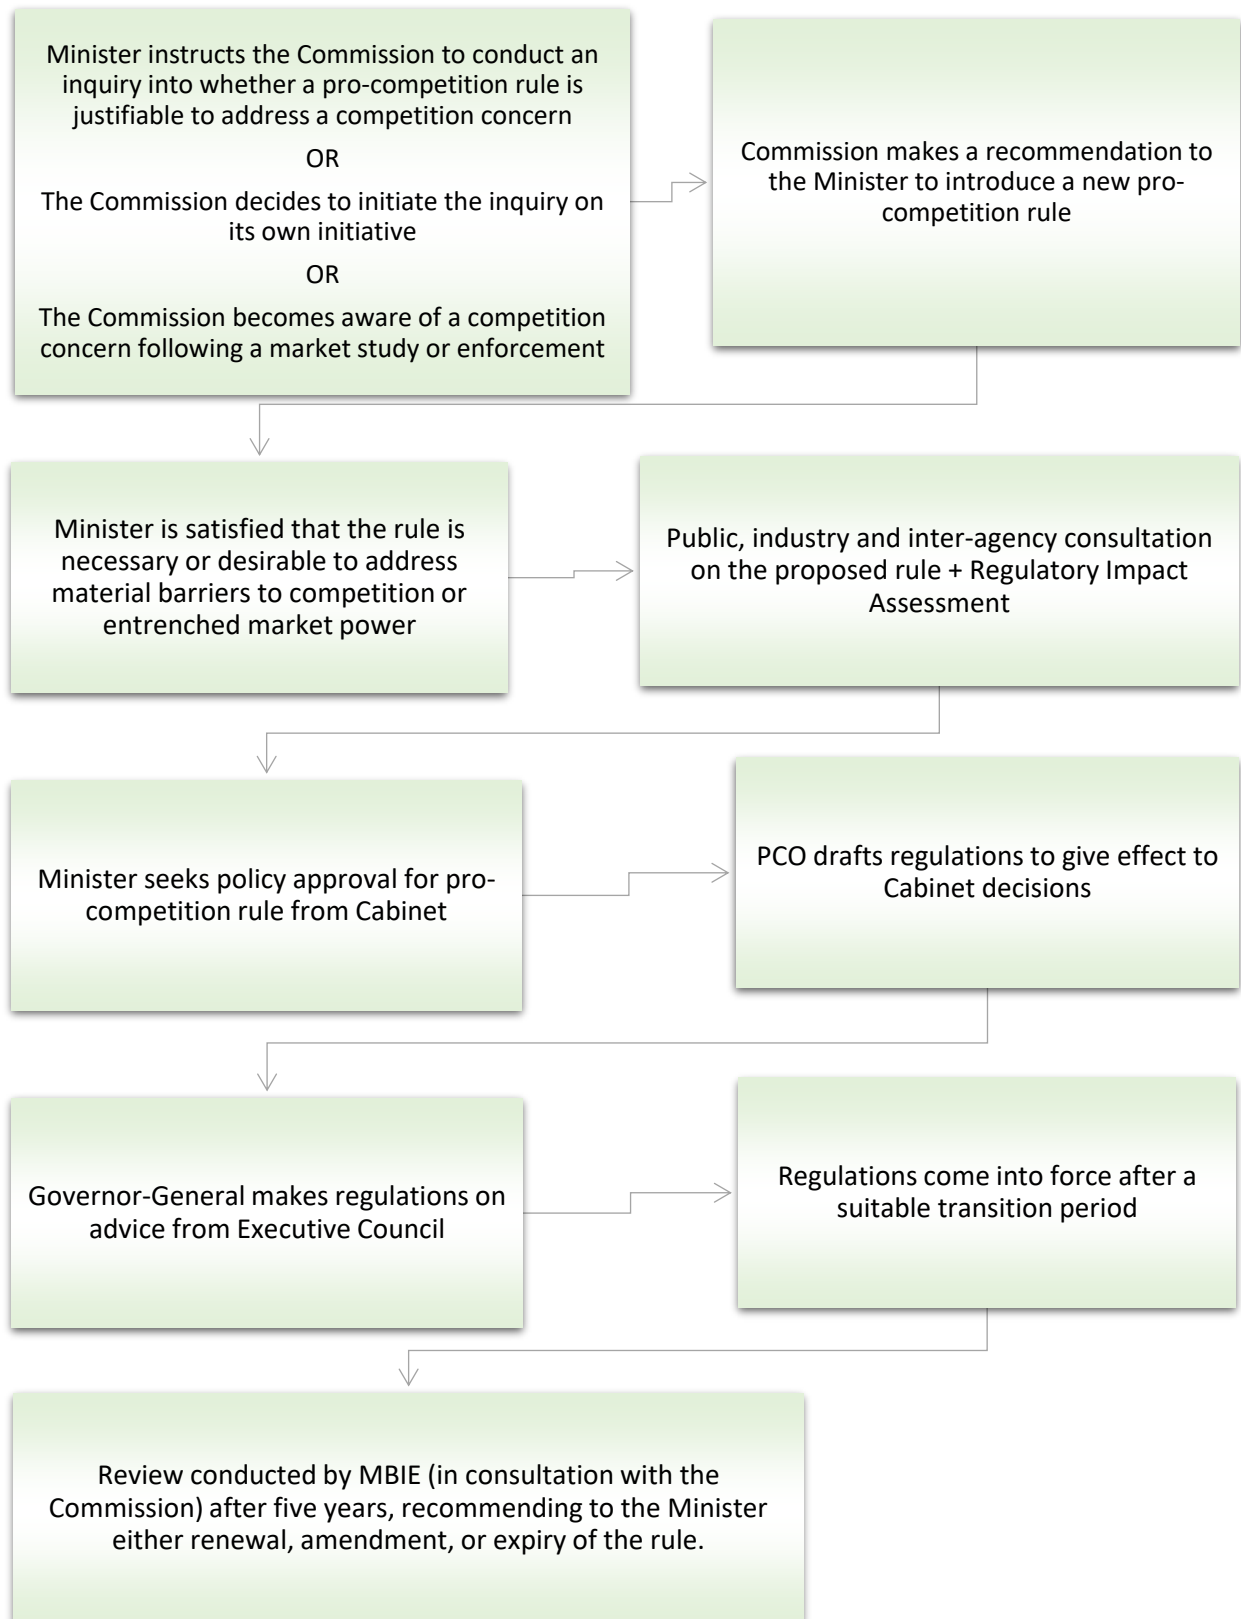 Minister instructs the Commission to conduct an
inquiry into whether a pro-competition rule is
justifiable to address a competition concern
OR
The Commission decides to initiate the inquiry on
its own initiative
OR
The Commission becomes aware of a competition
concern following a market study or enforcement
Commission makes a recommendation to
the Minister to introduce a new pro-
competition rule
Minister is satisfied that the rule is
necessary or desirable to address
material barriers to competition or
entrenched market power
Public, industry and inter-agency consultation
on the proposed rule + Regulatory Impact
Assessment
Minister seeks policy approval for pro-
competition rule from Cabinet
PCO drafts regulations to give effect to
Cabinet decisions
Governor-General makes regulations on
advice from Executive Council
Regulations come into force after a
suitable transition period
Review conducted by MBIE (in consultation with the
Commission) after five years, recommending to the Minister
either renewal, amendment, or expiry of the rule.